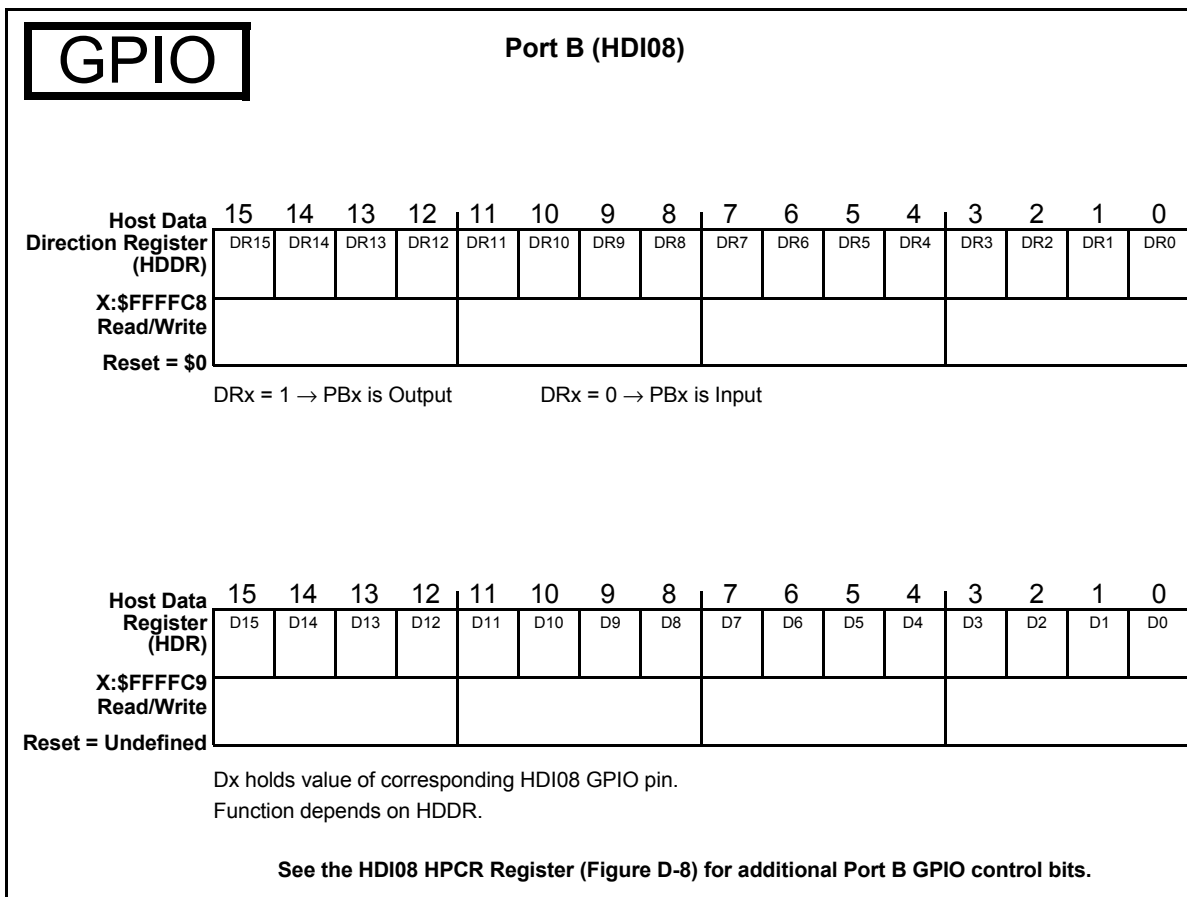 GPIO
Port B (HDI08)
Host Data
Direction Register
(HDDR)
15 14 13 12 11 10 9 8 7 6 5 4 3 2 1 0
DR15 DR14 DR13 DR12 DR11 DR10 DR9 DR8 DR7 DR6 DR5 DR4 DR3 DR2 DR1 DR0
X:$FFFFC8
Read/Write
Reset = $0
DRx = 1 → PBx is Output DRx = 0 → PBx is Input
Host Data
Register
(HDR)
15 14 13 12 11 10 9 8 7 6 5 4 3 2 1 0
D15 D14 D13 D12 D11 D10 D9 D8 D7 D6 D5 D4 D3 D2 D1 D0
X:$FFFFC9
Read/Write
Reset = Undefined
Dx holds value of corresponding HDI08 GPIO pin.
Function depends on HDDR.
See the HDI08 HPCR Register (Figure D-8) for additional Port B GPIO control bits.